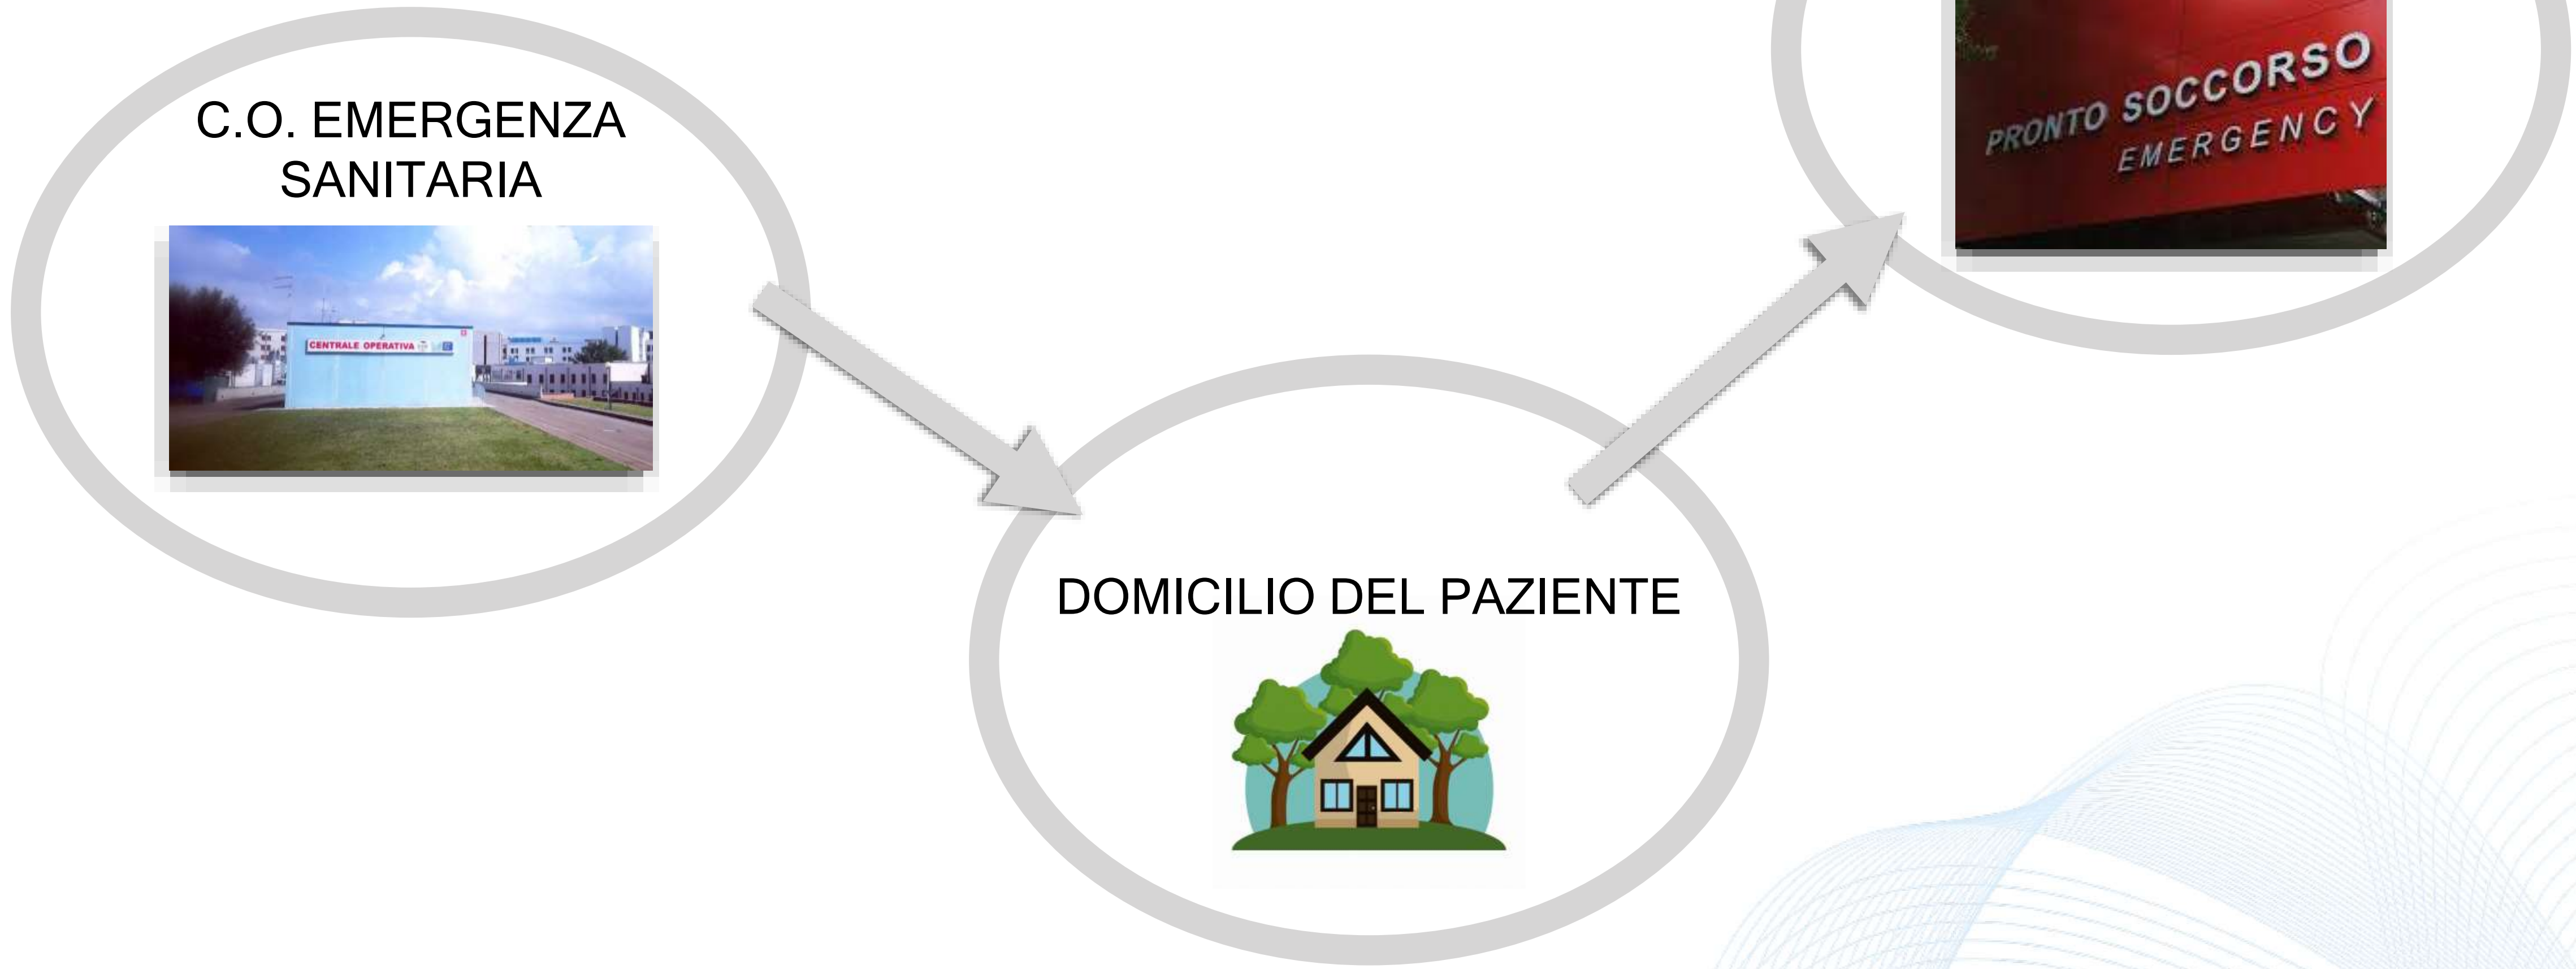 C.O. EMERGENZA
SANITARIA
CENTRALE OPERATIVA
PRONTO SOCCORSO
EMERGENCY
DOMICILIO DEL PAZIENTE